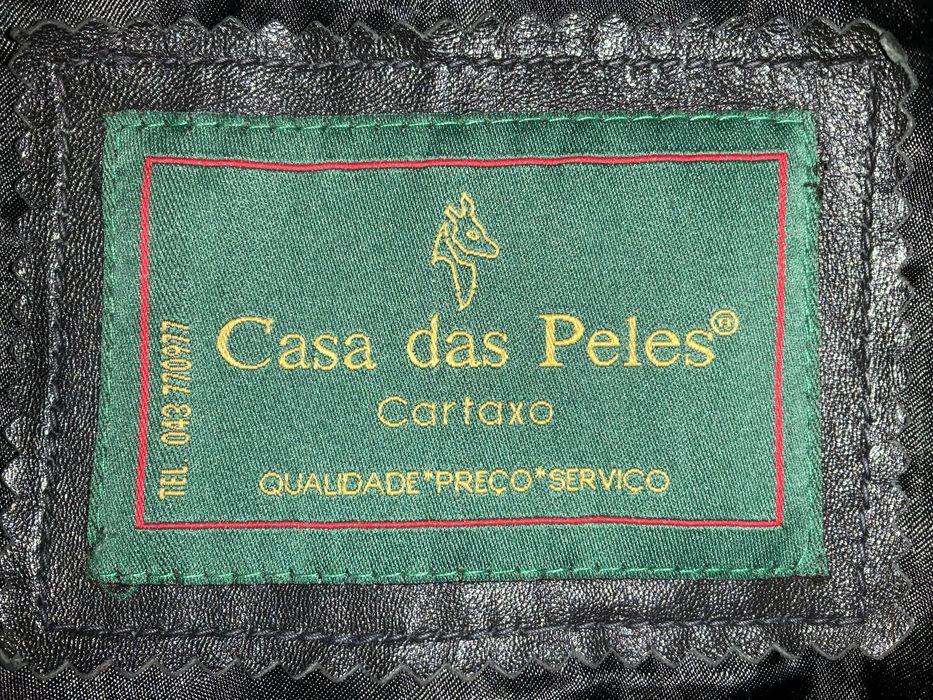 Casa das Peles®
Cartaxo
QUALIDADE*PREÇO*SERVIÇO
TEL. 043 770977